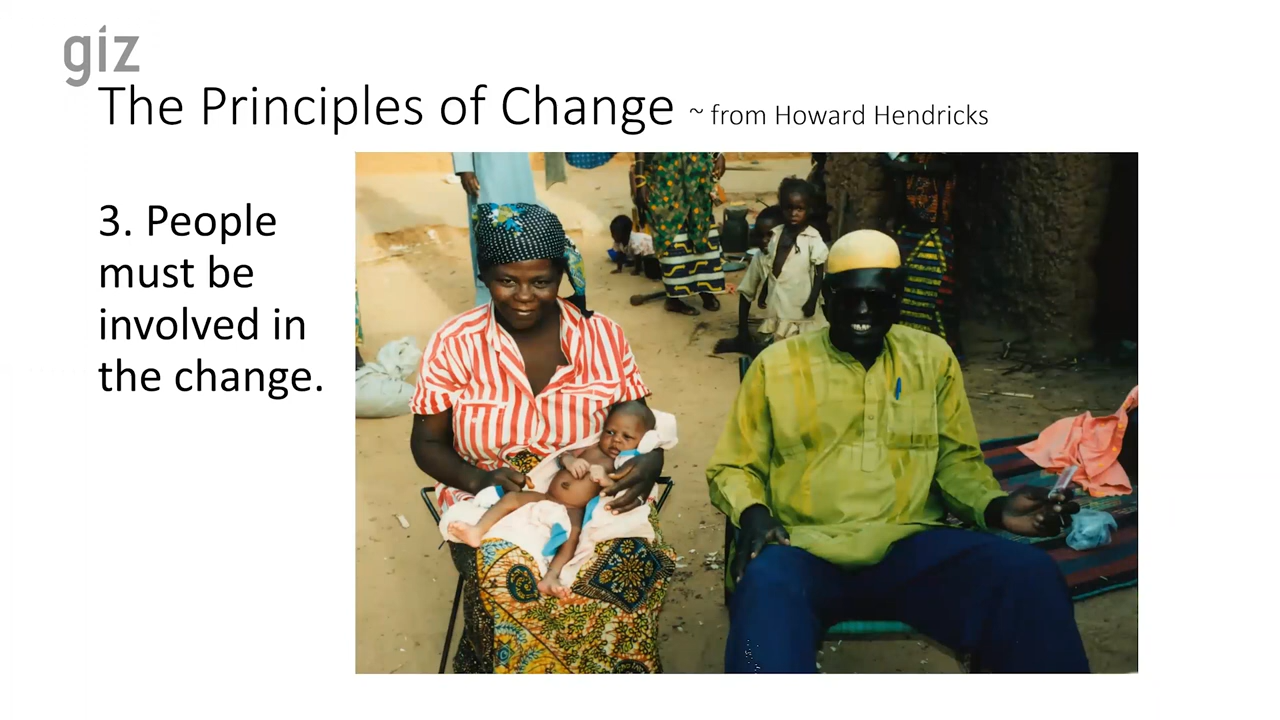 giz
The Principles of Change ~ from Howard Hendricks
3. People
must be
involved in
the change.